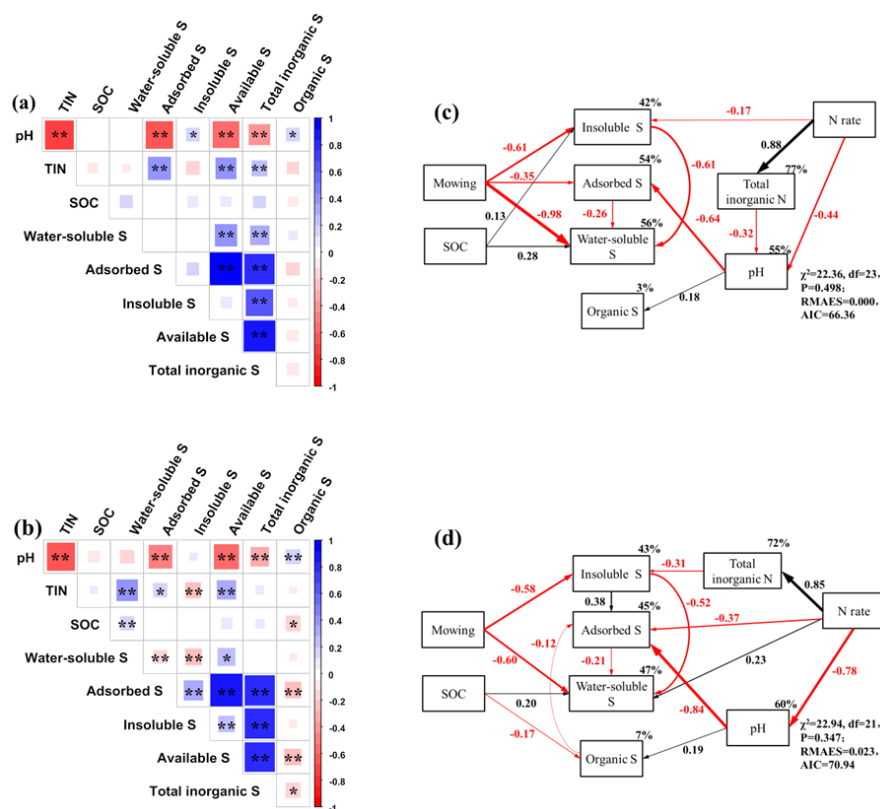 (a)
TIN
SOC
Water-soluble S
Adsorbed S
Insoluble S
Available S
Total inorganic S
Organic S
pH ** ** * ** ** *
TIN ** ** **
SOC
Water-soluble S ** **
Adsorbed S ** **
Insoluble S **
Available S **
Total inorganic S
1
0.8
0.6
0.4
0.2
0
-0.2
-0.4
-0.6
-0.8
-1
(c)
Mowing
SOC
Insoluble S
42%
Adsorbed S
54%
Water-soluble
S
56%
Organic S
3%
N rate
Total
inorganic N
77%
pH
55%
-0.17
0.88
-0.61
-0.61
-0.35
-0.44
-0.26
-0.98
0.13
-0.64
-0.32
0.28
0.18
χ²=22.36, df=23,
P=0.498;
RMAES=0.000,
AIC=66.36
(b)
TIN
SOC
Water-soluble S
Adsorbed S
Insoluble S
Available S
Total inorganic S
Organic S
pH ** ** ** ** **
TIN ** * ** **
SOC ** *
Water-soluble S ** ** *
Adsorbed S ** ** ** **
Insoluble S ** **
Available S ** **
Total inorganic S *
1
0.8
0.6
0.4
0.2
0
-0.2
-0.4
-0.6
-0.8
-1
(d)
Mowing
SOC
Insoluble S
43%
Adsorbed S
45%
Water-soluble
S
47%
Organic S
7%
Total
inorganic N
72%
N rate
pH
60%
-0.31
0.85
-0.58
-0.52
0.38
-0.37
-0.12
-0.60
-0.21
0.23
-0.78
0.20
-0.84
-0.17
0.19
χ²=22.94, df=21,
P=0.347;
RMAES=0.023,
AIC=70.94